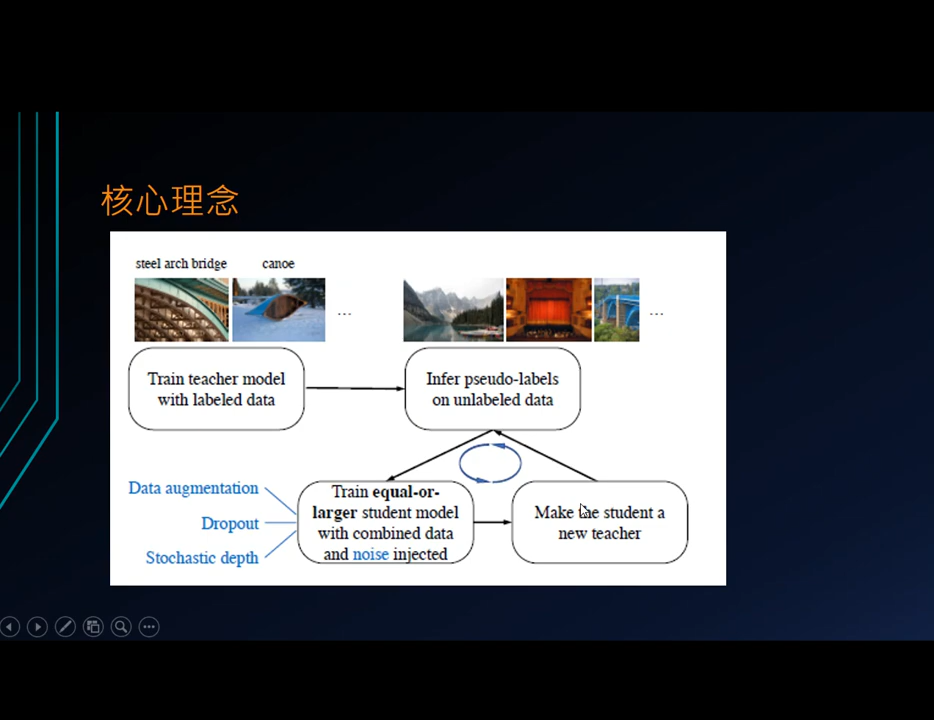 核心理念
steel arch bridge
canoe
...
...
Train teacher model
with labeled data
Infer pseudo-labels
on unlabeled data
Data augmentation
Dropout
Stochastic depth
Train equal-or-
larger student model
with combined data
and noise injected
Make the student a
new teacher